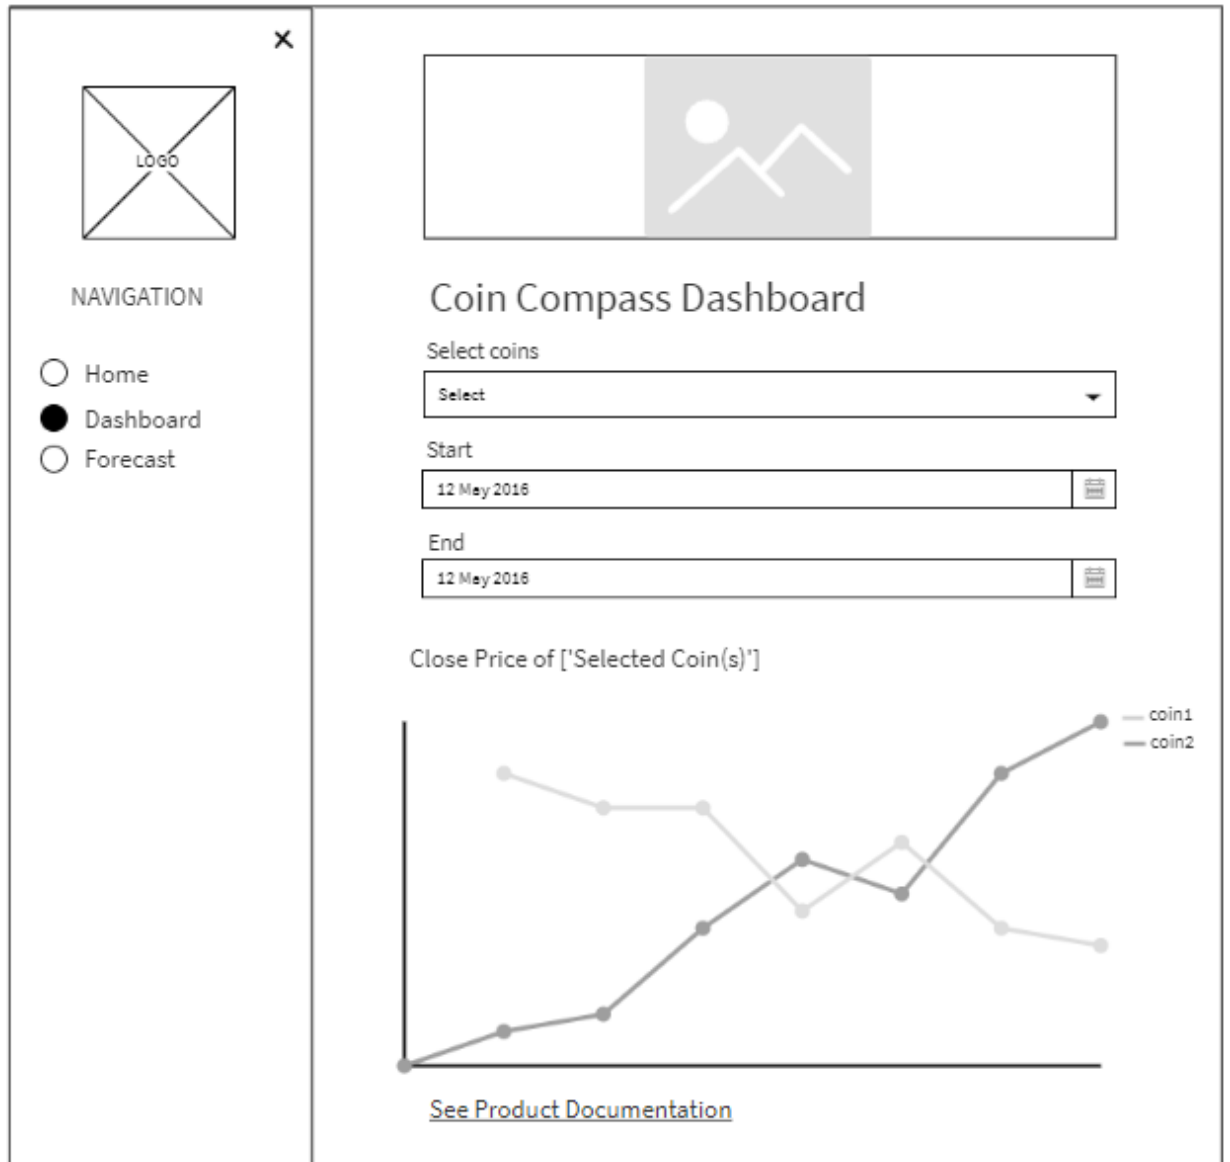 LOGO
NAVIGATION
Home
Dashboard
Forecast
Coin Compass Dashboard
Select coins
Select
Start
12 May 2016
End
12 May 2016
Close Price of ['Selected Coin(s)']
coin1
coin2
See Product Documentation